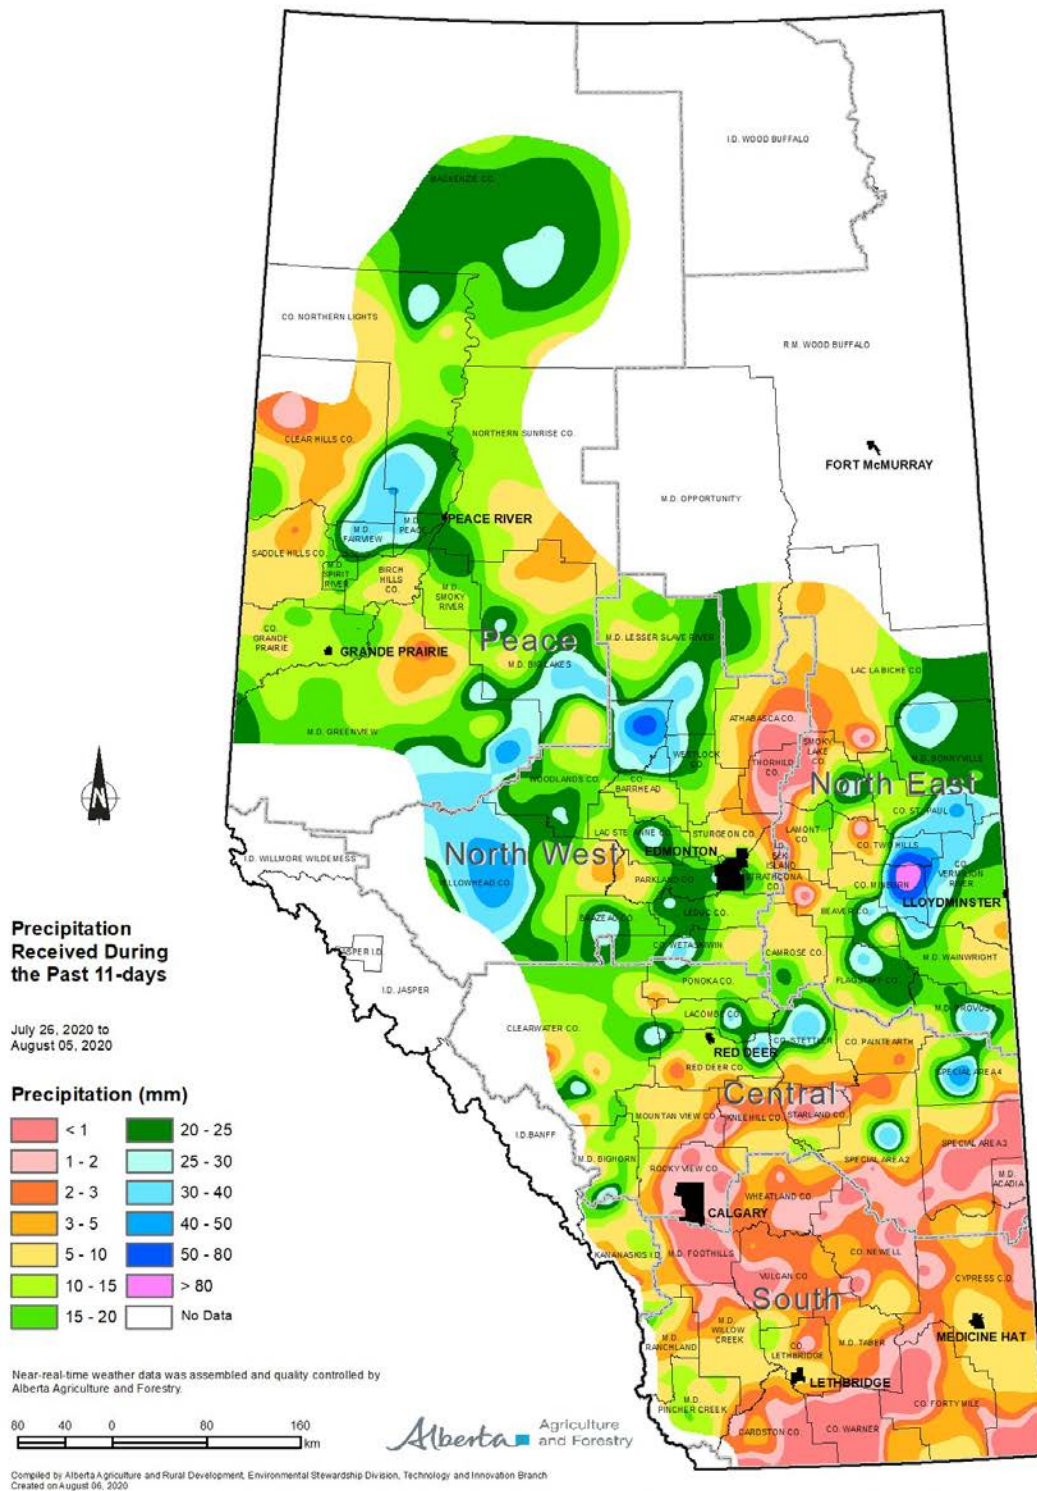 I.D. WOOD BUFFALO
MACKENZIE CO.
CO. NORTHERN LIGHTS
R.M. WOOD BUFFALO
CLEAR HILLS CO.
NORTHERN SUNRISE CO.
FORT McMURRAY
M.D. OPPORTUNITY
PEACE RIVER
M.D. PEACE
M.D. FAIRVIEW
SADDLE HILLS CO.
M.D. SPIRIT RIVER
BIRCH HILLS CO.
M.D. SMOKY RIVER
CO. GRANDE PRAIRIE
GRANDE PRAIRIE
Peace
M.D. LESSER SLAVE RIVER
M.D. BIG LAKES
LAC LA BICHE CO.
M.D. GREENVIEW
ATHABASCA CO.
SMOKY LAKE CO.
WESTLOCK CO.
THORHILD CO.
M.D. BONNYVILLE
WOODLANDS CO.
CO. BARRHEAD
North East
CO. ST. PAUL
LAC STE ANNE CO.
STURGEON CO.
LAMONT CO.
CO. TWO HILLS
North West
EDMONTON
I.D. ELK ISLAND
I.D. WILLMORE WILDERNESS
YELLOWHEAD CO.
PARKLAND CO.
STRATHCONA CO.
CO. MINBURN
CO. VERMILION RIVER
LLOYDMINSTER
BRAZEAU CO.
LEDUC CO.
BEAVER CO.
CO. WETASKIWIN
CAMROSE CO.
M.D. WAINWRIGHT
JASPER I.D.
I.D. JASPER
PONOKA CO.
FLAGSTAFF CO.
LACOMBE CO.
M.D. PROVOST
CLEARWATER CO.
RED DEER
CO. STETTLER
CO. PAINTEARTH
RED DEER CO.
SPECIAL AREA 4
Central
MOUNTAIN VIEW CO.
KNEEHILL CO.
STARLAND CO.
I.D. BANFF
M.D. BIGHORN
ROCKY VIEW CO.
SPECIAL AREA 2
SPECIAL AREA 3
M.D. ACADIA
WHEATLAND CO.
CALGARY
KANANASKIS I.D.
M.D. FOOTHILLS
CO. NEWELL
VULCAN CO.
CYPRESS CO.
South
M.D. WILLOW CREEK
M.D. RANCHLAND
CO. LETHBRIDGE
M.D. TABER
MEDICINE HAT
LETHBRIDGE
M.D. PINCHER CREEK
CO. FORTY MILE
CARDSTON CO.
CO. WARNER
N
Precipitation
Received During
the Past 11-days
July 26, 2020 to
August 05, 2020
Precipitation (mm)
< 1
1 - 2
2 - 3
3 - 5
5 - 10
10 - 15
15 - 20
20 - 25
25 - 30
30 - 40
40 - 50
50 - 80
> 80
No Data
Near-real-time weather data was assembled and quality controlled by
Alberta Agriculture and Forestry.
80 40 0 80 160
km
Alberta Agriculture
and Forestry
Compiled by Alberta Agriculture and Rural Development, Environmental Stewardship Division, Technology and Innovation Branch
Created on August 06, 2020